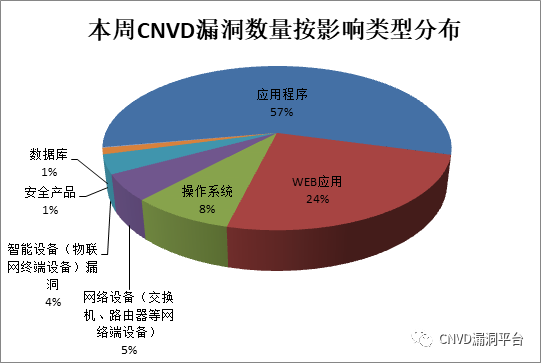 本周CNVD漏洞数量按影响类型分布
应用程序
57%
WEB应用
24%
操作系统
8%
网络设备（交换
机、路由器等网
络端设备）
5%
智能设备（物联
网终端设备）漏
洞
4%
安全产品
1%
数据库
1%
CNVD漏洞平台